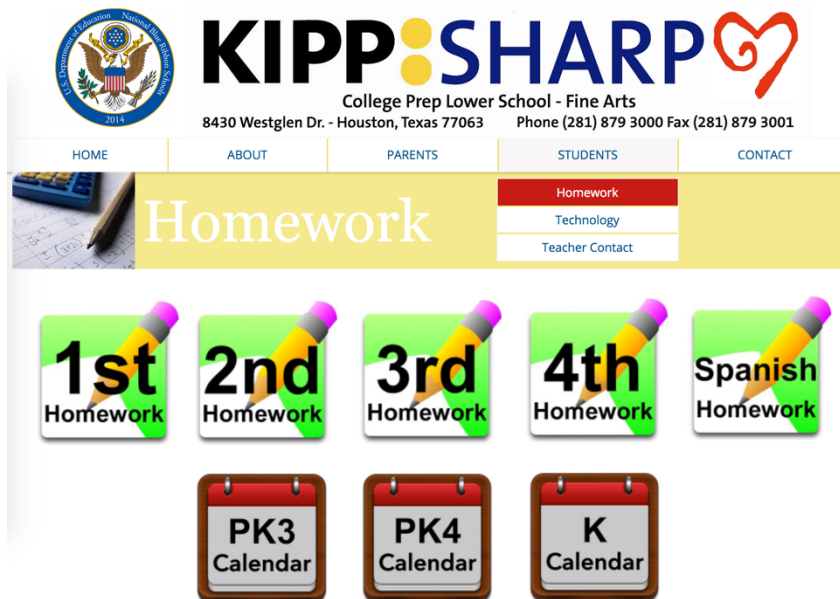 U.S. Department of Education National Blue Ribbon Schools
2014
KIPP:SHARP
College Prep Lower School - Fine Arts
8430 Westglen Dr. - Houston, Texas 77063 Phone (281) 879 3000 Fax (281) 879 3001
HOME ABOUT PARENTS STUDENTS CONTACT
Homework
Homework
Technology
Teacher Contact
1st Homework
2nd Homework
3rd Homework
4th Homework
Spanish Homework
PK3 Calendar
PK4 Calendar
K Calendar